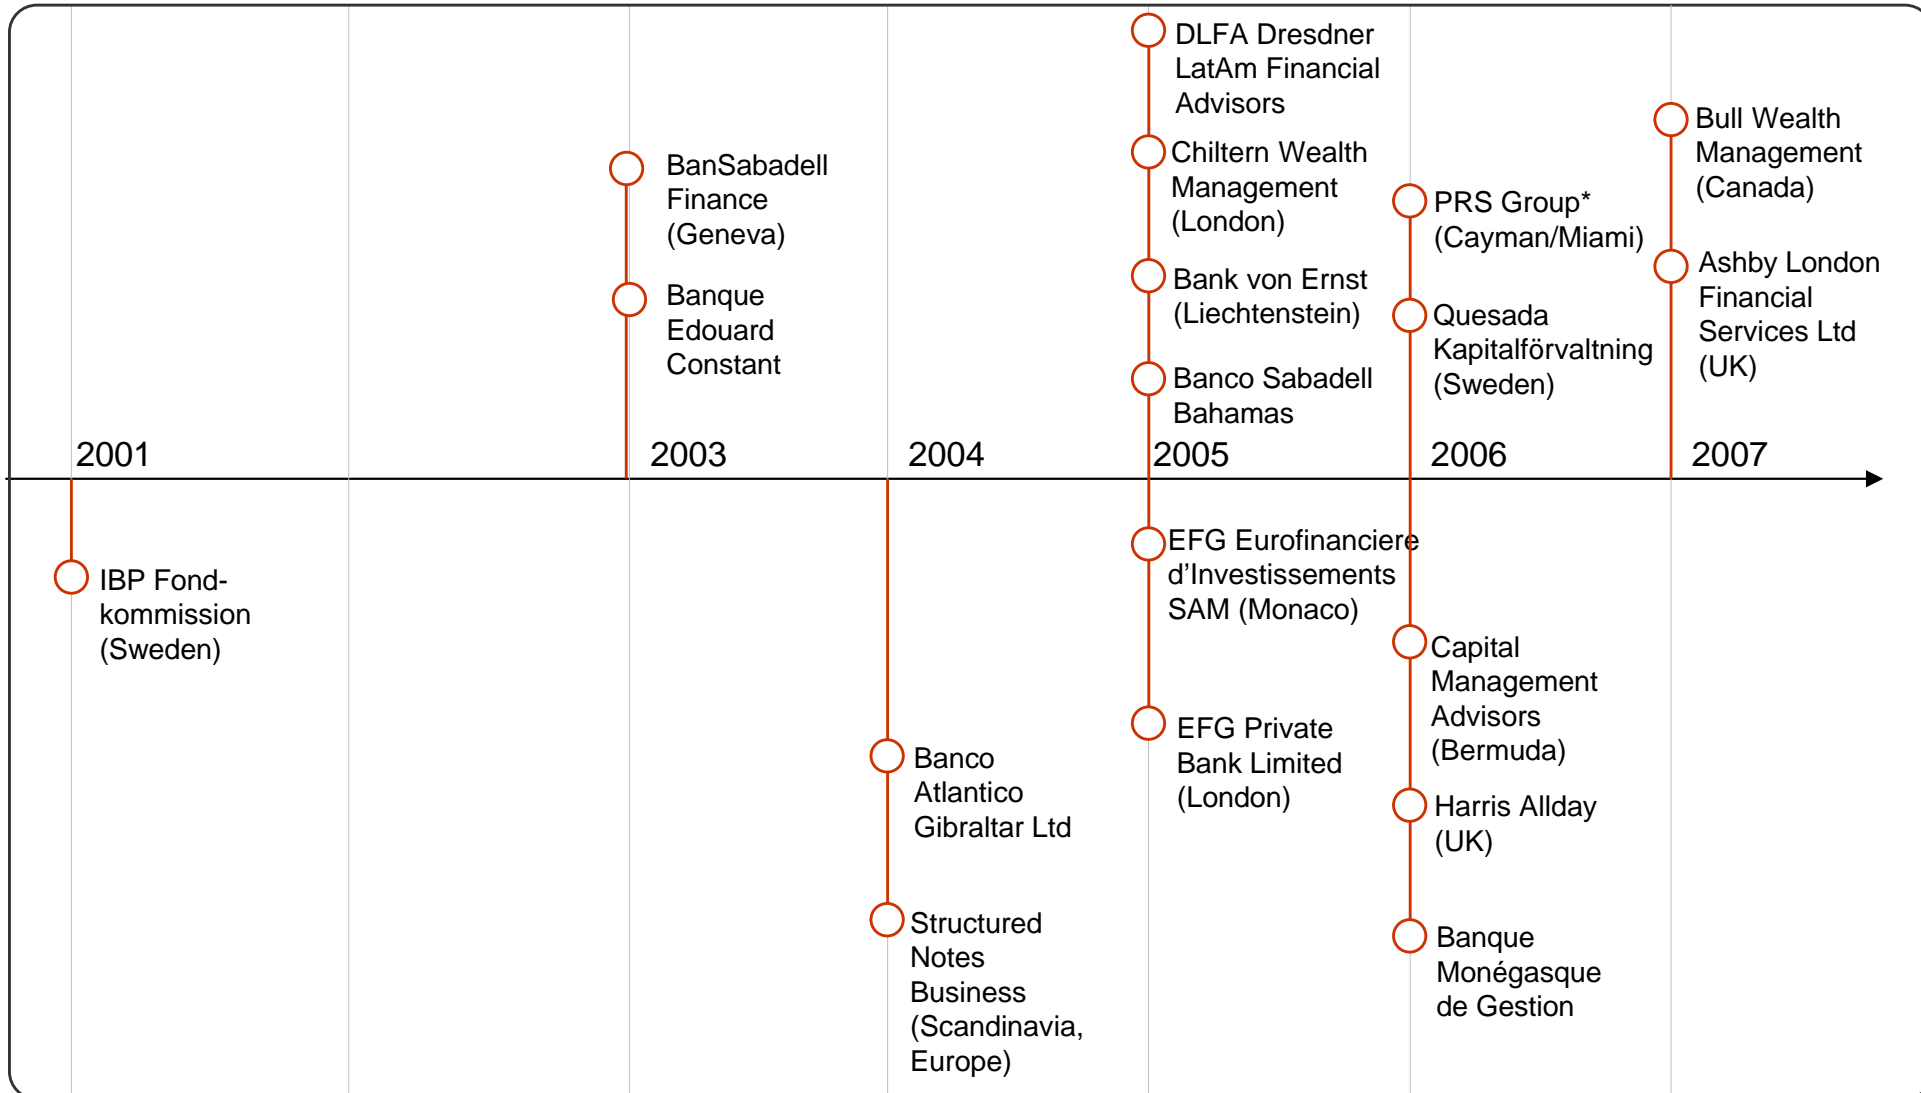 DLFA Dresdner
LatAm Financial
Advisors
Chiltern Wealth
Management
(London)
Bank von Ernst
(Liechtenstein)
Banco Sabadell
Bahamas
BanSabadell
Finance
(Geneva)
Banque
Edouard
Constant
PRS Group*
(Cayman/Miami)
Quesada
Kapitalförvaltning
(Sweden)
Bull Wealth
Management
(Canada)
Ashby London
Financial
Services Ltd
(UK)
2001
2003
2004
2005
2006
2007
IBP Fond-
kommission
(Sweden)
Banco
Atlantico
Gibraltar Ltd
Structured
Notes
Business
(Scandinavia,
Europe)
EFG Eurofinanciere
d’Investissements
SAM (Monaco)
EFG Private
Bank Limited
(London)
Capital
Management
Advisors
(Bermuda)
Harris Allday
(UK)
Banque
Monégasque
de Gestion